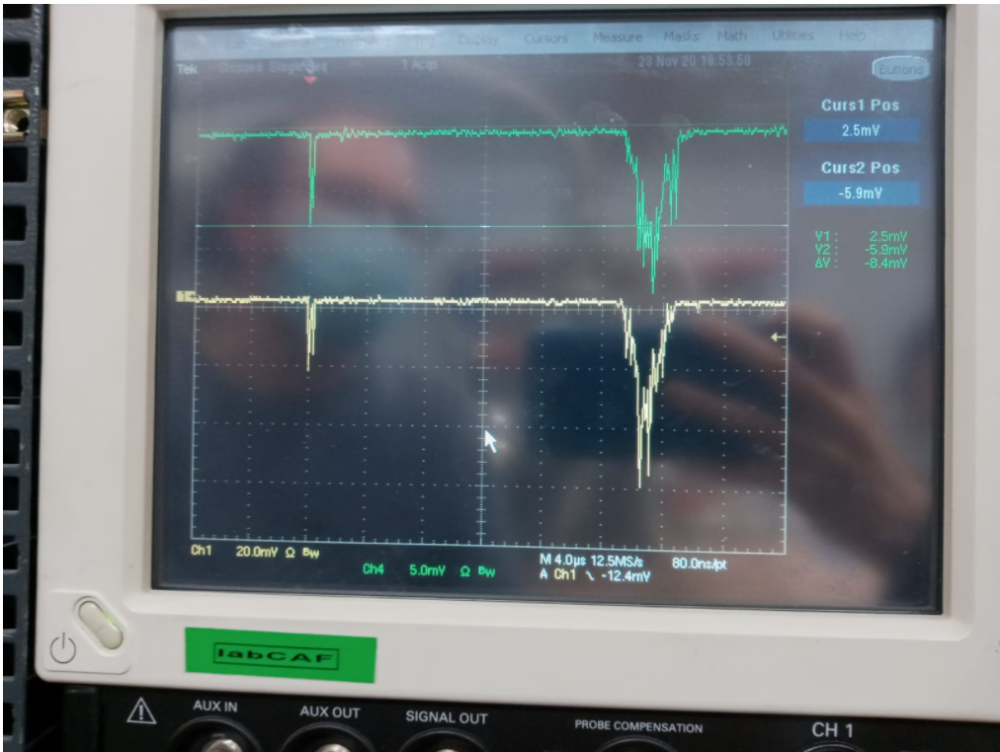 Display Cursors Measure Masks Math Utilities Help
Tek Stopped 1 Acqs 23 Nov 20 18:53:50
Buttons
Curs1 Pos
2.5mV
Curs2 Pos
-5.9mV
V1: 2.5mV
V2: -5.9mV
ΔV: -8.4mV
1
Ch1 20.0mV Ω Bw
Ch4 5.0mV Ω Bw
M 4.0µs 12.5MS/s 80.0ns/pt
A Ch1 -12.4mV
labCAF
AUX IN
AUX OUT
SIGNAL OUT
PROBE COMPENSATION
CH 1